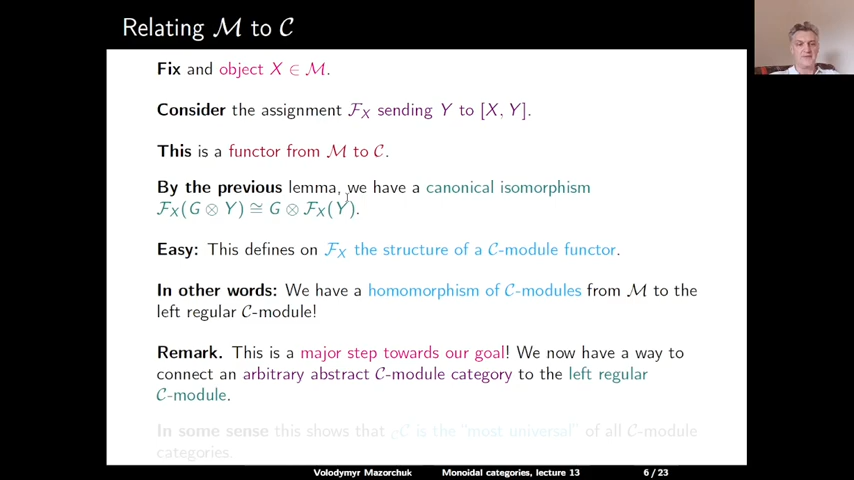 Relating ℳ to 𝒞
Fix and object X ∈ ℳ.
Consider the assignment ℱ_X sending Y to [X, Y].
This is a functor from ℳ to 𝒞.
By the previous lemma, we have a canonical isomorphism
ℱ_X(G ⊗ Y) ≅ G ⊗ ℱ_X(Y).
Easy: This defines on ℱ_X the structure of a 𝒞-module functor.
In other words: We have a homomorphism of 𝒞-modules from ℳ to the
left regular 𝒞-module!
Remark. This is a major step towards our goal! We now have a way to
connect an arbitrary abstract 𝒞-module category to the left regular
𝒞-module.
In some sense this shows that _𝒞𝒞 is the "most universal" of all 𝒞-module
categories.
Volodymyr Mazorchuk Monoidal categories, lecture 13 6 / 23